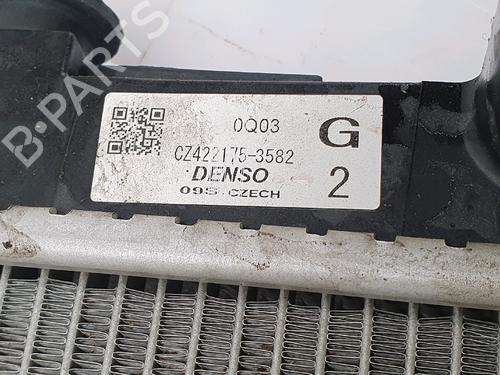 0Q03
G
CZ422175-3582
DENSO
2
09S CZECH
B-PARTS